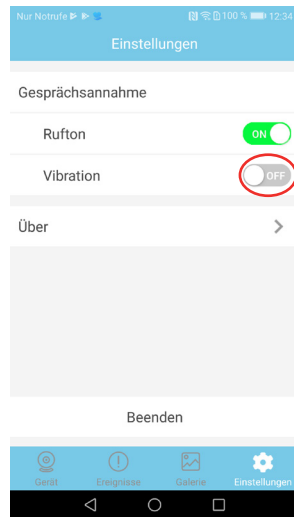 Nur Notrufe 100 % 12:34
Einstellungen
Gesprächsannahme
Rufton ON
Vibration OFF
Über
Beenden
Gerät Ereignisse Galerie Einstellungen